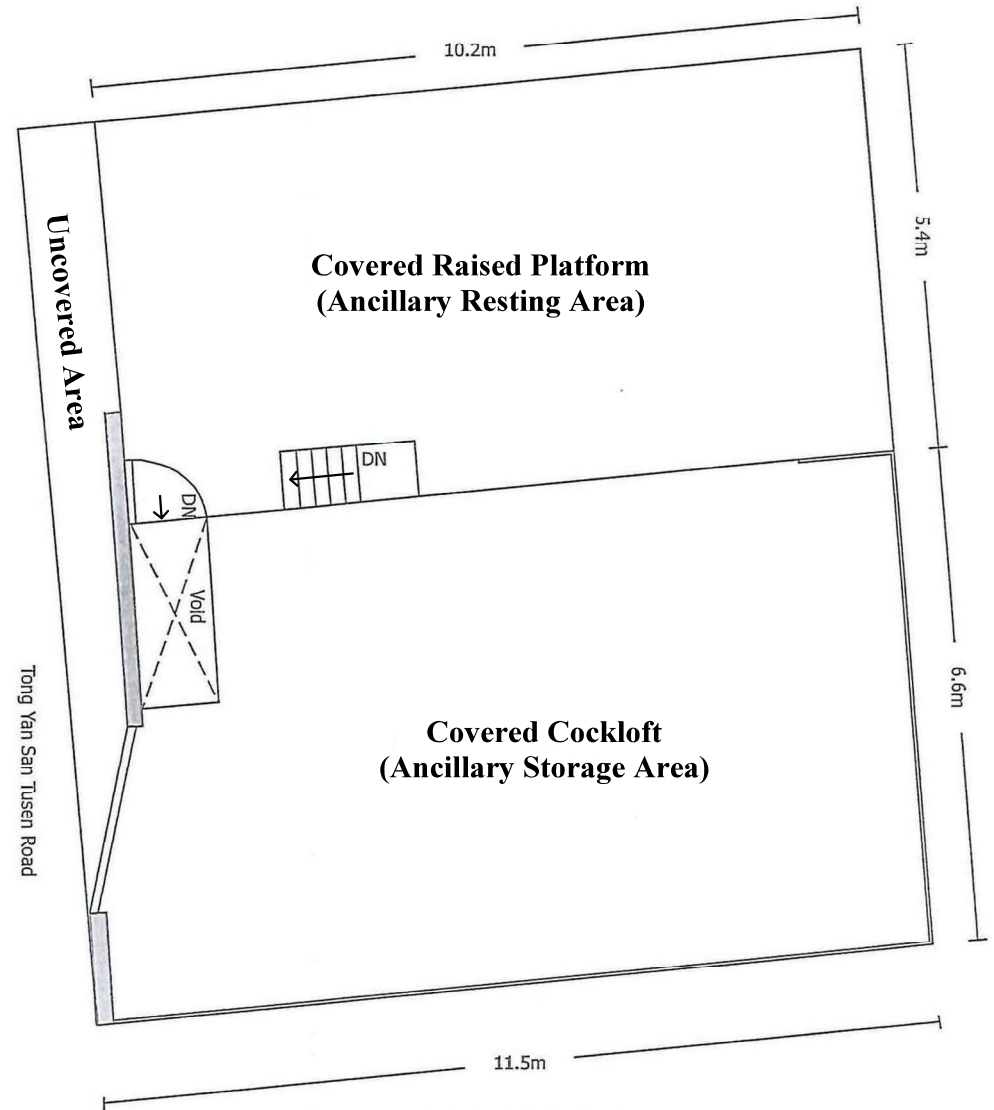 10.2m
5.4m
Uncovered Area
Covered Raised Platform
(Ancillary Resting Area)
DN
DN
Void
6.6m
Tong Yan San Tusen Road
Covered Cockloft
(Ancillary Storage Area)
11.5m